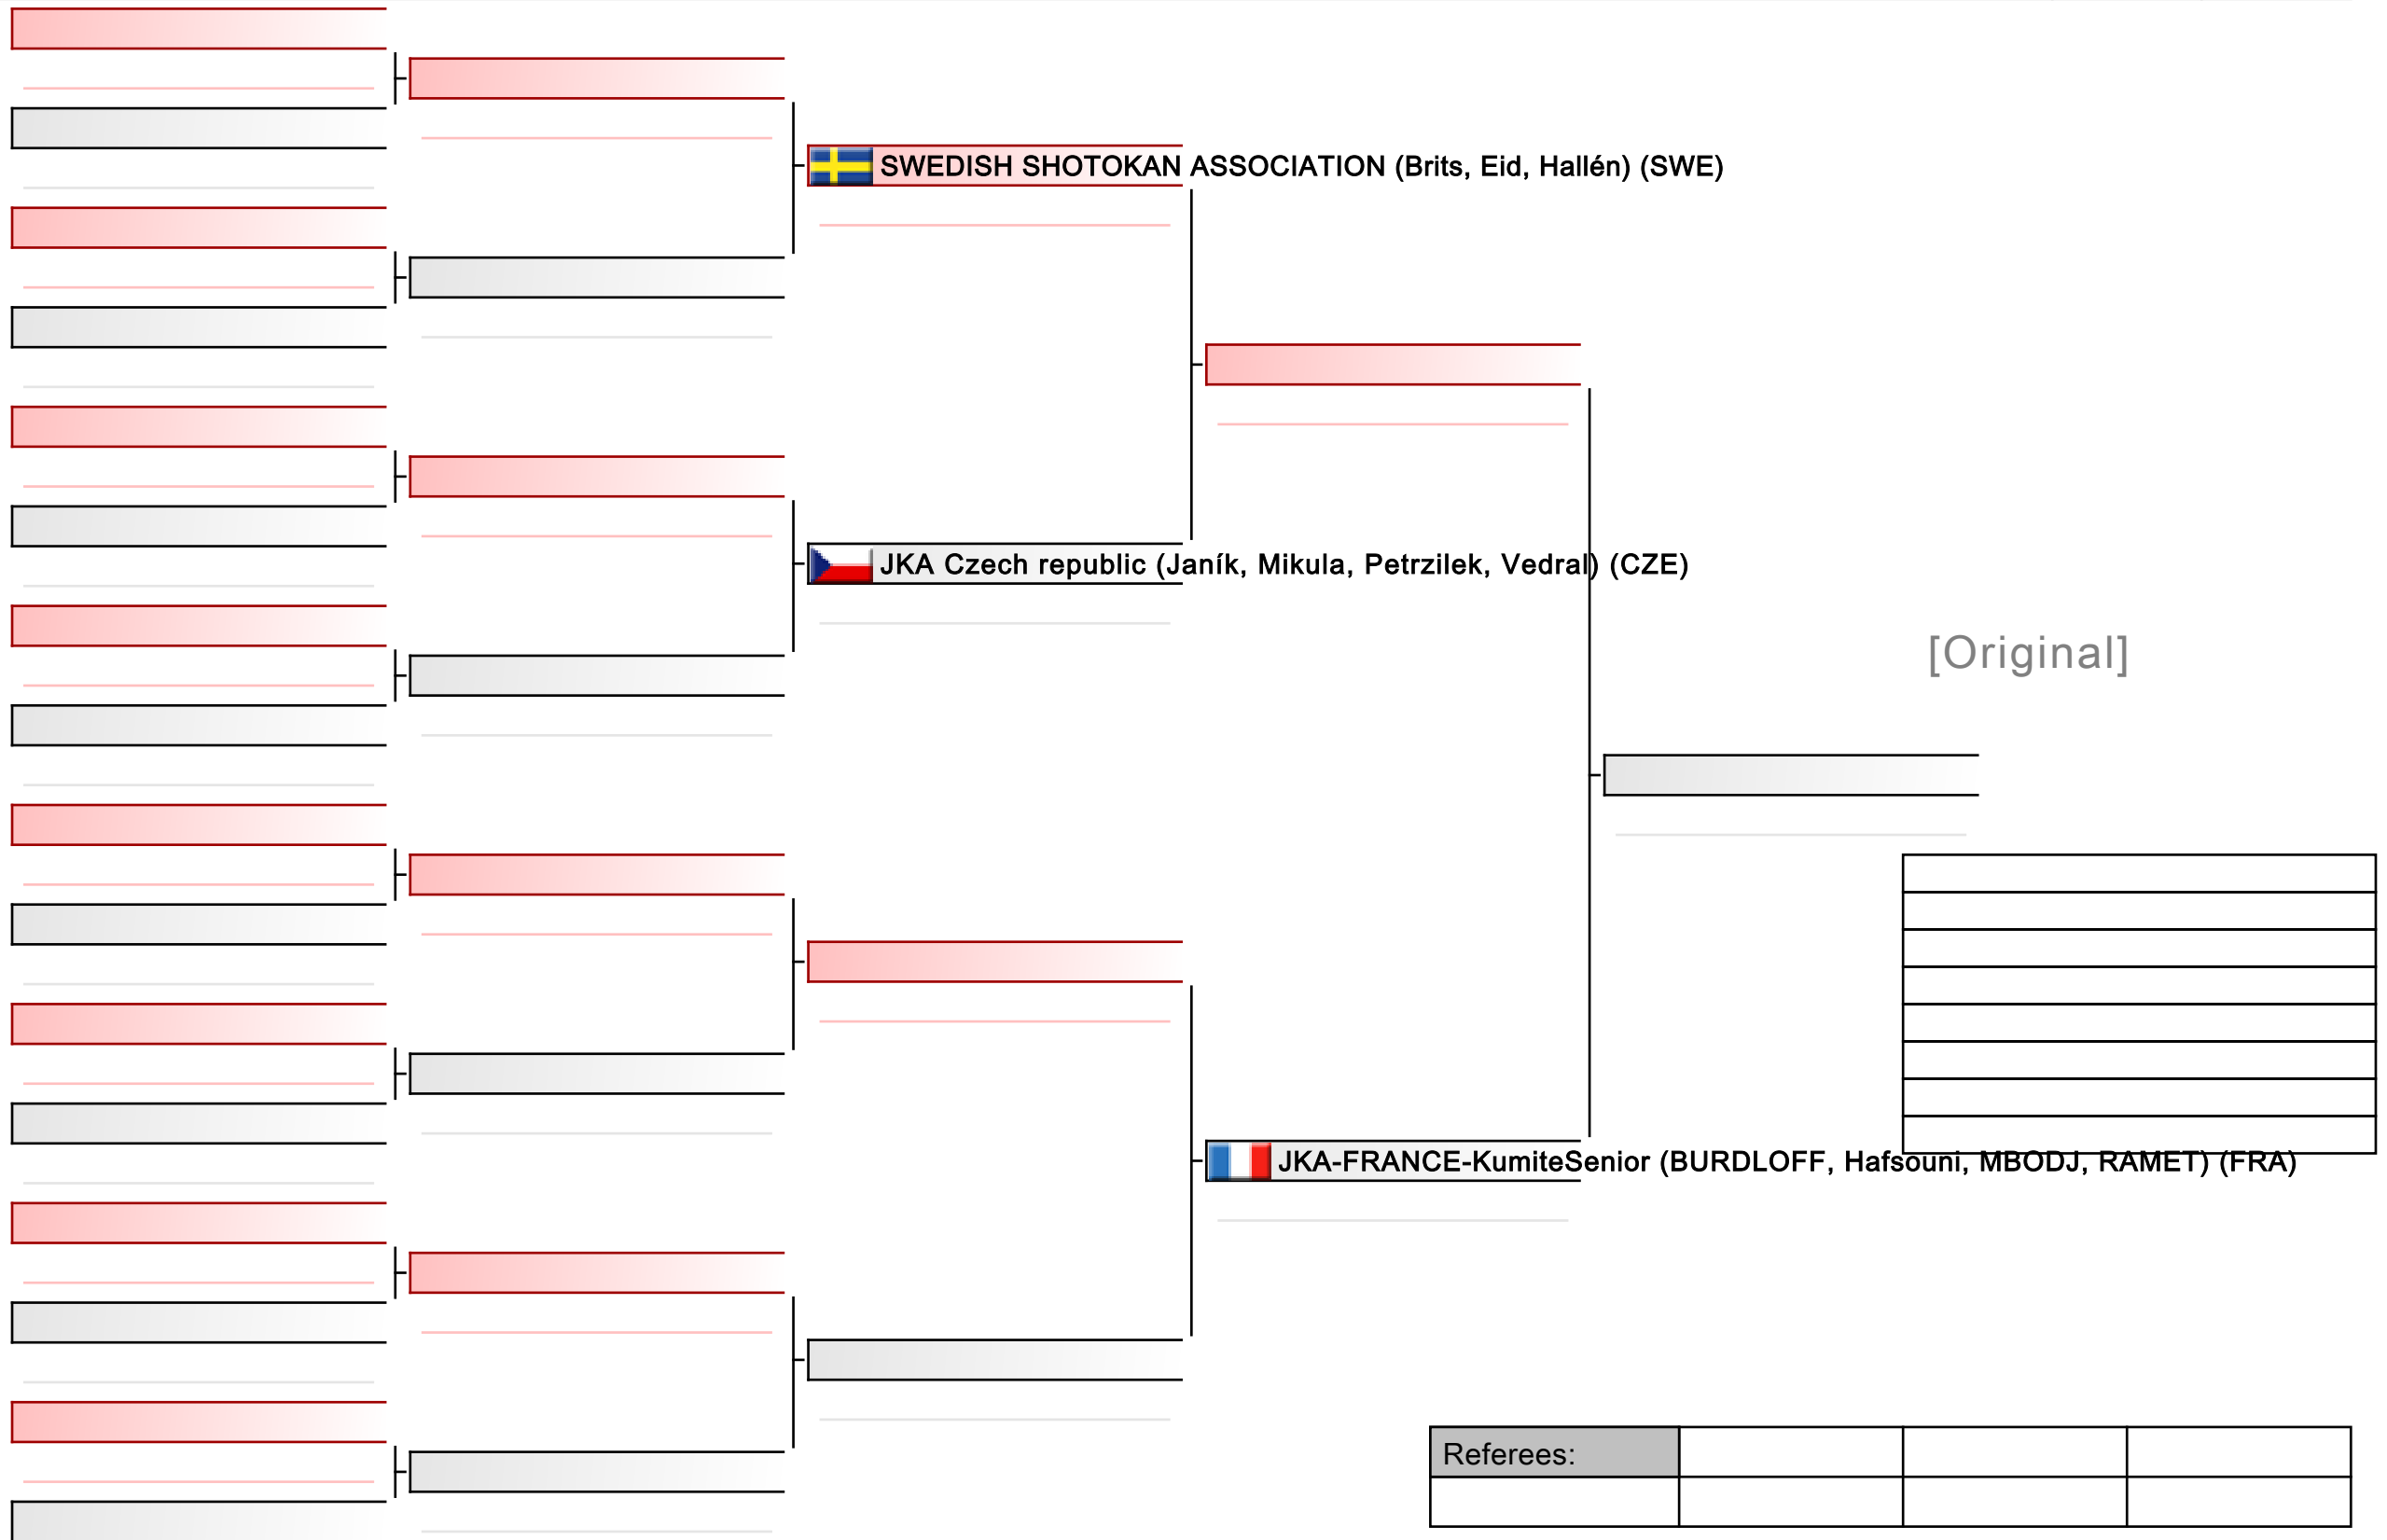 SWEDISH SHOTOKAN ASSOCIATION (Brits, Eid, Hallén) (SWE)
JKA Czech republic (Janík, Mikula, Petrzilek, Vedral) (CZE)
[Original]
JKA-FRANCE-KumiteSenior (BURDLOFF, Hafsouni, MBODJ, RAMET) (FRA)
Referees: